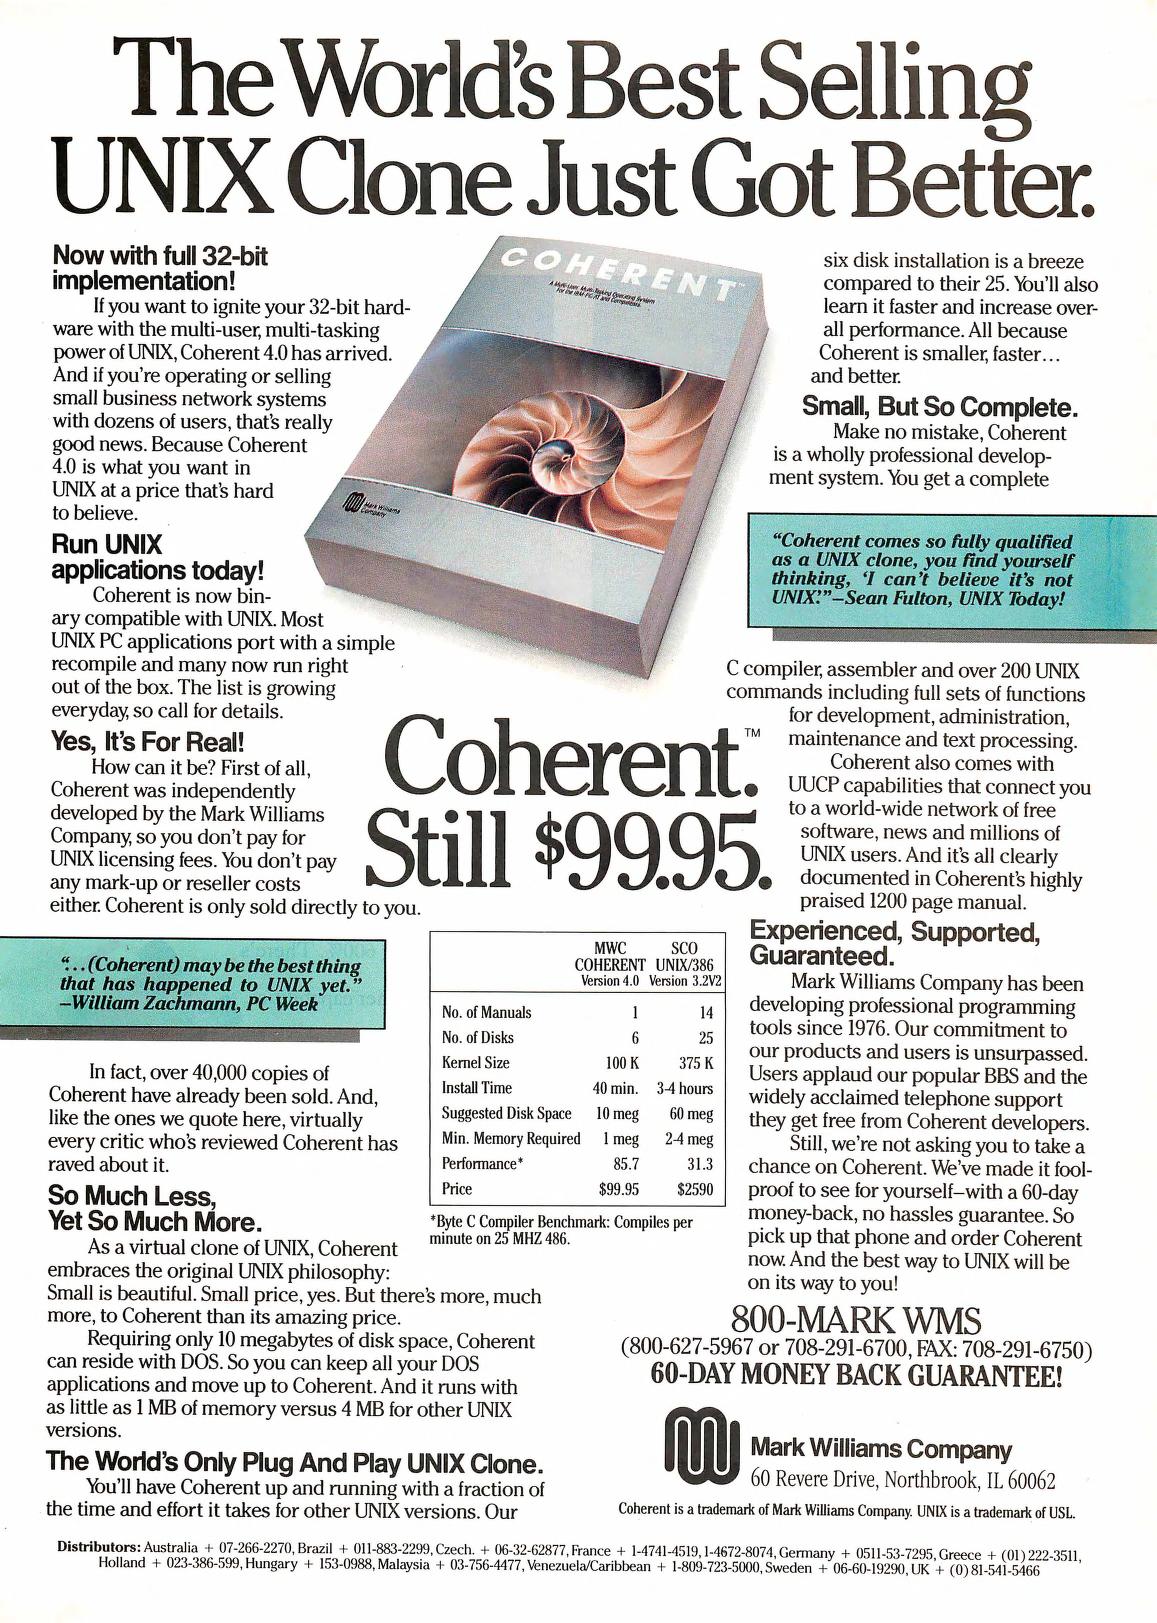 The World's Best Selling
UNIX Clone Just Got Better.
Now with full 32-bit
implementation!
If you want to ignite your 32-bit hard-
ware with the multi-user, multi-tasking
power of UNIX, Coherent 4.0 has arrived.
And if you're operating or selling
small business network systems
with dozens of users, that's really
good news. Because Coherent
4.0 is what you want in
UNIX at a price that's hard
to believe.
Run UNIX
applications today!
Coherent is now bin-
ary compatible with UNIX. Most
UNIX PC applications port with a simple
recompile and many now run right
out of the box. The list is growing
everyday, so call for details.
Yes, It's For Real!
How can it be? First of all,
Coherent was independently
developed by the Mark Williams
Company, so you don't pay for
UNIX licensing fees. You don't pay
any mark-up or reseller costs
either. Coherent is only sold directly to you.
"...(Coherent) may be the best thing
that has happened to UNIX yet."
–William Zachmann, PC Week
In fact, over 40,000 copies of
Coherent have already been sold. And,
like the ones we quote here, virtually
every critic who's reviewed Coherent has
raved about it.
So Much Less,
Yet So Much More.
As a virtual clone of UNIX, Coherent
embraces the original UNIX philosophy:
Small is beautiful. Small price, yes. But there's more, much
more, to Coherent than its amazing price.
Requiring only 10 megabytes of disk space, Coherent
can reside with DOS. So you can keep all your DOS
applications and move up to Coherent. And it runs with
as little as 1 MB of memory versus 4 MB for other UNIX
versions.
The World's Only Plug And Play UNIX Clone.
You'll have Coherent up and running with a fraction of
the time and effort it takes for other UNIX versions. Our
COHERENT™
A Multi-User, Multi-Tasking Operating System
For the IBM-PC/AT and Compatibles.
Mark Williams
Company
Coherent.™
Still $99.95.
MWC SCO
COHERENT UNIX/386
Version 4.0 Version 3.2V2
No. of Manuals 1 14
No. of Disks 6 25
Kernel Size 100 K 375 K
Install Time 40 min. 3-4 hours
Suggested Disk Space 10 meg 60 meg
Min. Memory Required 1 meg 2-4 meg
Performance* 85.7 31.3
Price $99.95 $2590
*Byte C Compiler Benchmark: Compiles per
minute on 25 MHZ 486.
six disk installation is a breeze
compared to their 25. You'll also
learn it faster and increase over-
all performance. All because
Coherent is smaller, faster...
and better.
Small, But So Complete.
Make no mistake, Coherent
is a wholly professional develop-
ment system. You get a complete
"Coherent comes so fully qualified
as a UNIX clone, you find yourself
thinking, 'I can't believe it's not
UNIX.'"–Sean Fulton, UNIX Today!
C compiler, assembler and over 200 UNIX
commands including full sets of functions
for development, administration,
maintenance and text processing.
Coherent also comes with
UUCP capabilities that connect you
to a world-wide network of free
software, news and millions of
UNIX users. And it's all clearly
documented in Coherent's highly
praised 1200 page manual.
Experienced, Supported,
Guaranteed.
Mark Williams Company has been
developing professional programming
tools since 1976. Our commitment to
our products and users is unsurpassed.
Users applaud our popular BBS and the
widely acclaimed telephone support
they get free from Coherent developers.
Still, we're not asking you to take a
chance on Coherent. We've made it fool-
proof to see for yourself–with a 60-day
money-back, no hassles guarantee. So
pick up that phone and order Coherent
now. And the best way to UNIX will be
on its way to you!
800-MARK WMS
(800-627-5967 or 708-291-6700, FAX: 708-291-6750)
60-DAY MONEY BACK GUARANTEE!
Mark Williams Company
60 Revere Drive, Northbrook, IL 60062
Coherent is a trademark of Mark Williams Company. UNIX is a trademark of USL.
Distributors: Australia + 07-266-2270, Brazil + 011-883-2299, Czech. + 06-32-62877, France + 1-4741-4519, 1-4672-8074, Germany + 0511-53-7295, Greece + (01) 222-3511,
Holland + 023-386-599, Hungary + 153-0988, Malaysia + 03-756-4477, Venezuela/Caribbean + 1-809-723-5000, Sweden + 06-60-19290, UK + (0) 81-541-5466